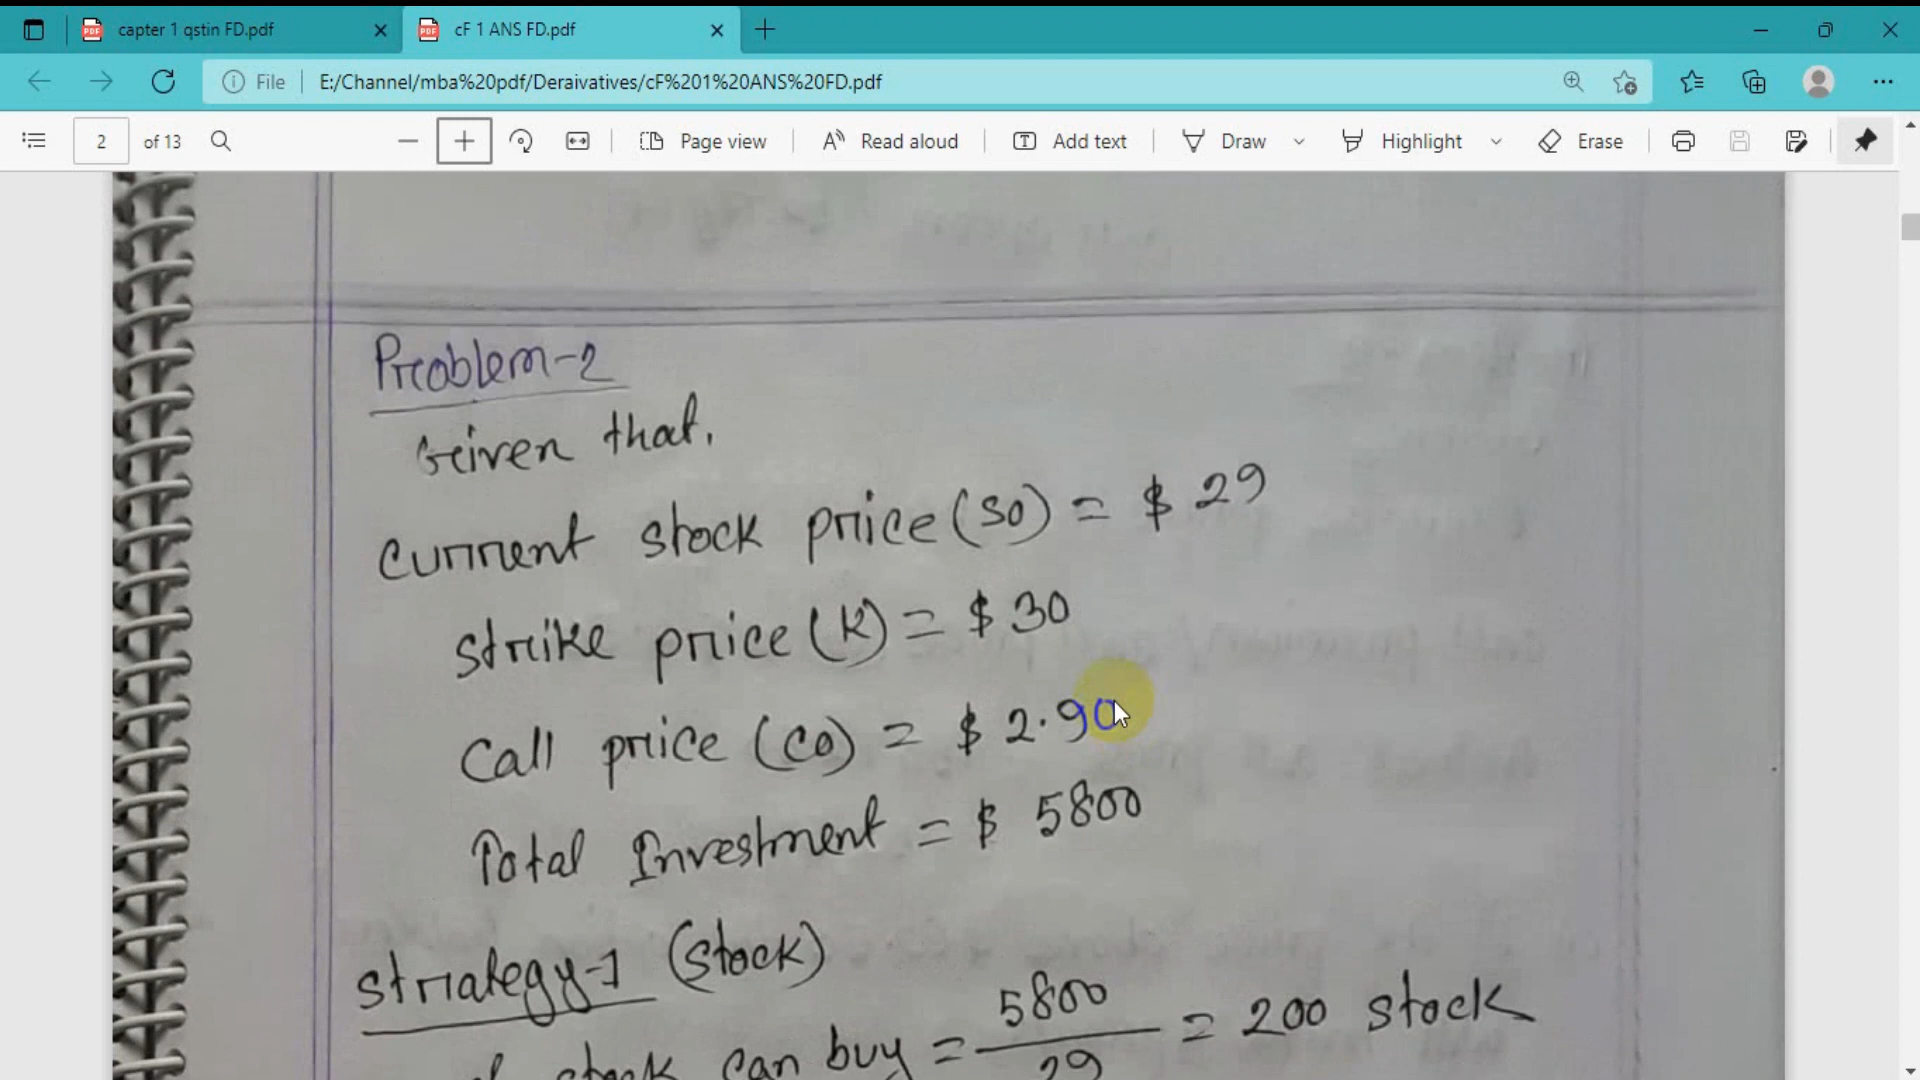 capter 1 qstin FD.pdf
cF 1 ANS FD.pdf
File
E:/Channel/mba%20pdf/Deraivatives/cF%201%20ANS%20FD.pdf
2 of 13
Page view
Read aloud
Add text
Draw
Highlight
Erase
Problem-2
Given that,
Current stock price (S0) = $ 29
strike price (K) = $ 30
Call price (C0) = $ 2.90
Total Investment = $ 5800
Strategy-1 (Stock)
stock can buy = 5800 / 29 = 200 stock